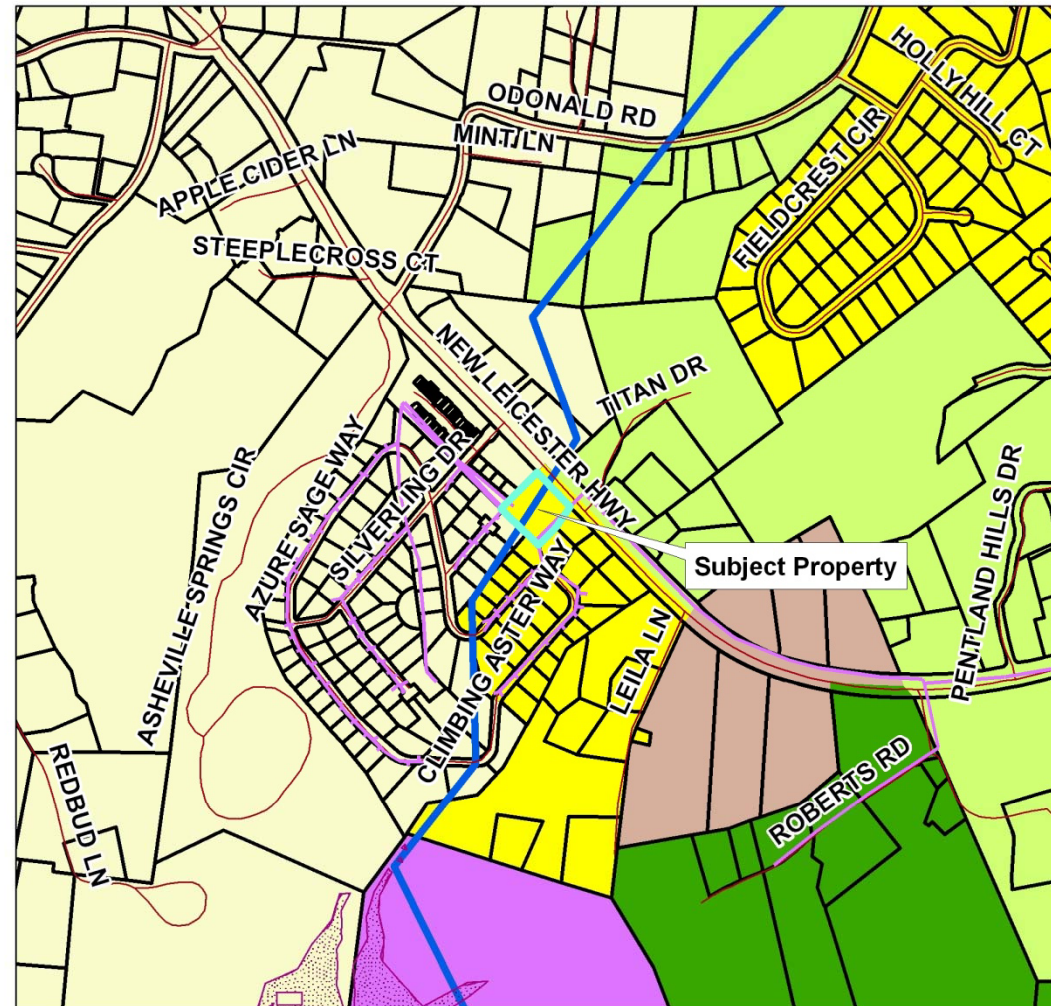 HOLLY HILL CT
ODONALD RD
MINT LN
APPLE CIDER LN
FIELDCREST CIR
STEEPLECROSS CT
NEW LEICESTER HWY
TITAN DR
AZURE SAGE WAY
SILVERLING DR
ASHEVILLE SPRINGS CIR
Subject Property
PENTLAND HILLS DR
CLIMBING ASTER WAY
LEILA LN
REDBUD LN
ROBERTS RD